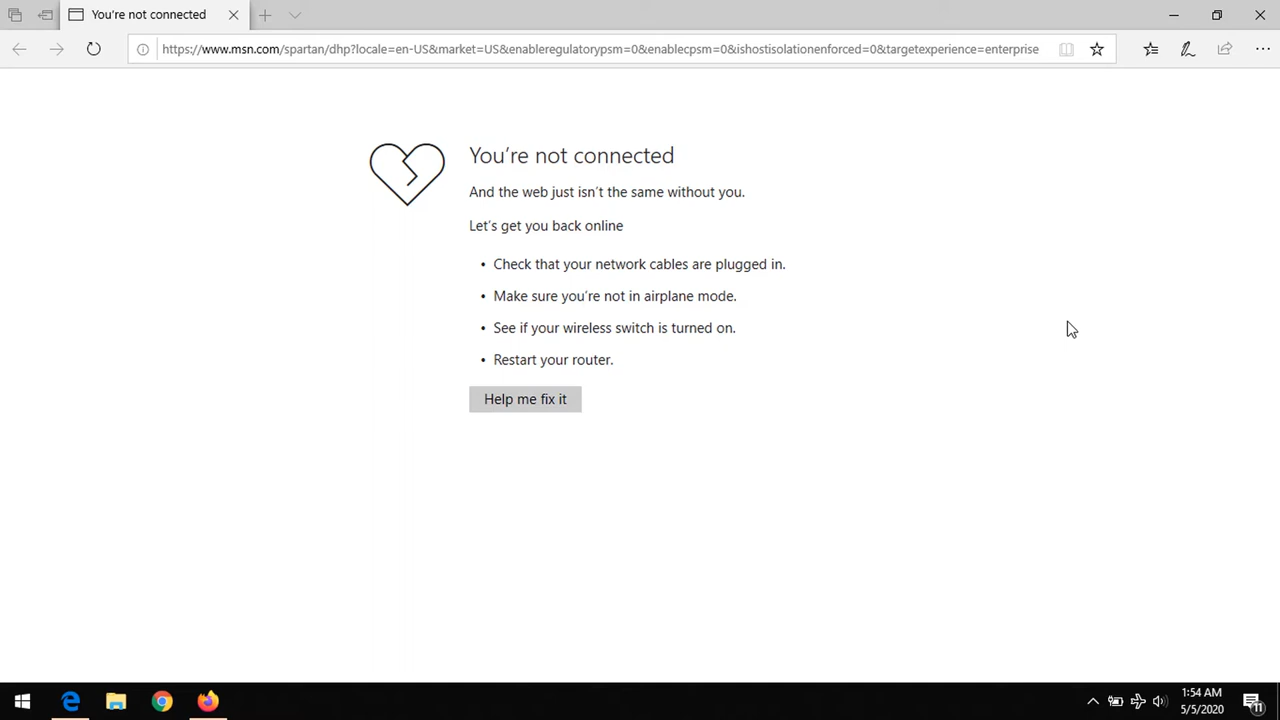 You're not connected
https://www.msn.com/spartan/dhp?locale=en-US&market=US&enableregulatorypsm=0&enablecpsm=0&ishostisolationenforced=0&targetexperience=enterprise
You're not connected
And the web just isn't the same without you.
Let's get you back online
• Check that your network cables are plugged in.
• Make sure you're not in airplane mode.
• See if your wireless switch is turned on.
• Restart your router.
Help me fix it
1:54 AM
5/5/2020
11